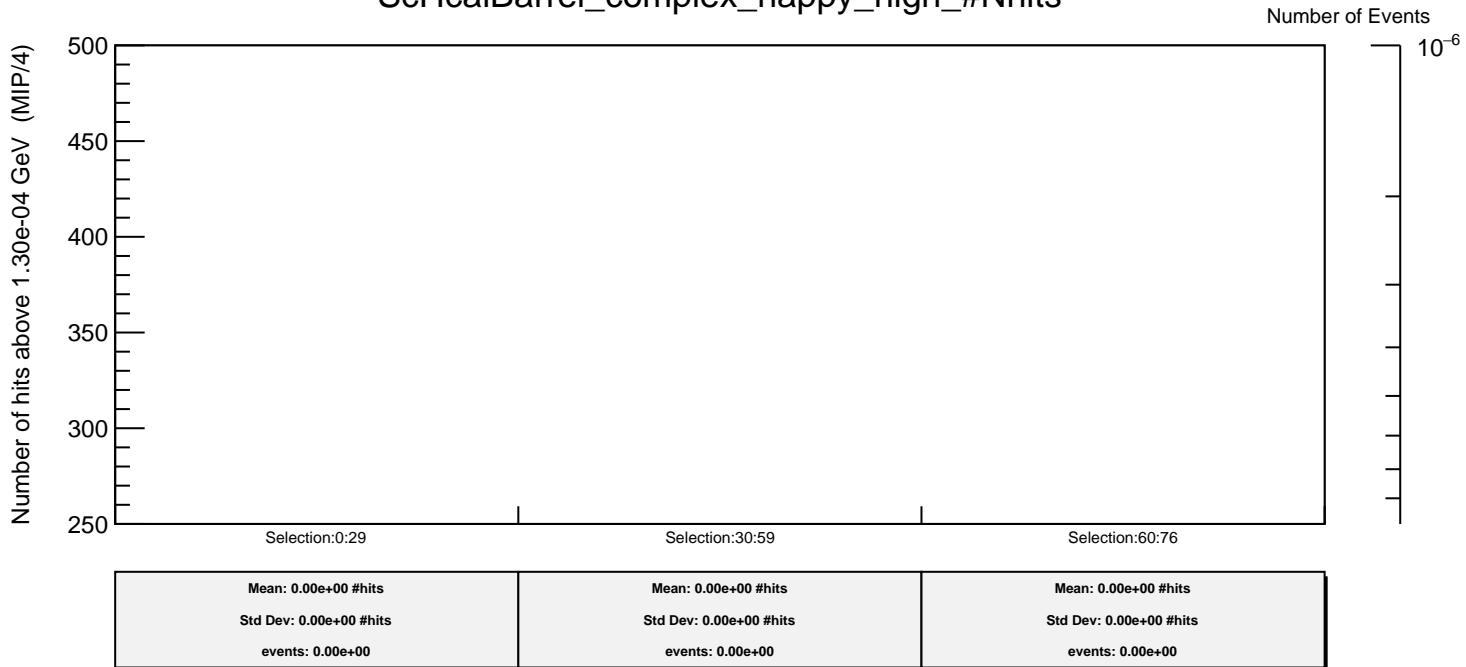 ScHcalBarrel_complex_happy_high_#Nhits
Number of Events
Number of hits above 1.30e-04 GeV (MIP/4)
500
450
400
350
300
250
10⁻⁶
Selection:0:29
Selection:30:59
Selection:60:76
Mean: 0.00e+00 #hits
Std Dev: 0.00e+00 #hits
events: 0.00e+00
Mean: 0.00e+00 #hits
Std Dev: 0.00e+00 #hits
events: 0.00e+00
Mean: 0.00e+00 #hits
Std Dev: 0.00e+00 #hits
events: 0.00e+00